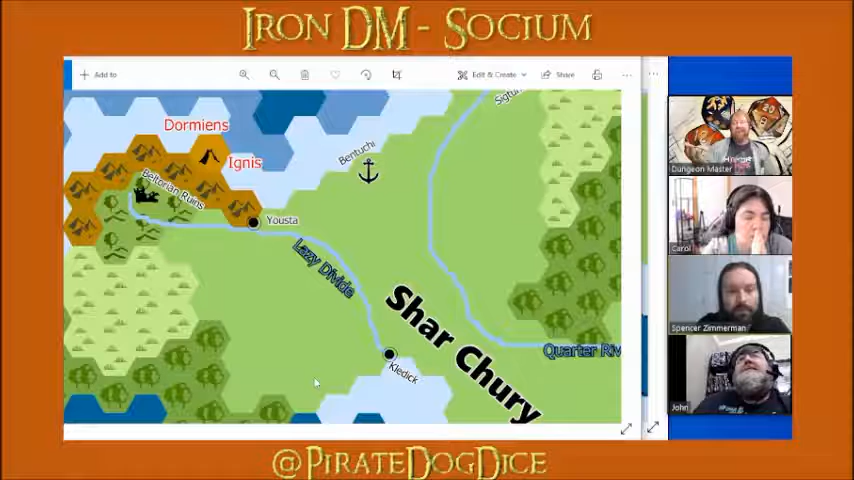 Iron DM - Socium
Add to
Edit & Create
Share
Dormiens
Ignis
Beltorian Ruins
Yousta
Bentuchi
Lazy Divide
Shar Chury
Quarter Riv
Kledick
Dungeon Master
Carol
Spencer Zimmerman
John
@PirateDogDice